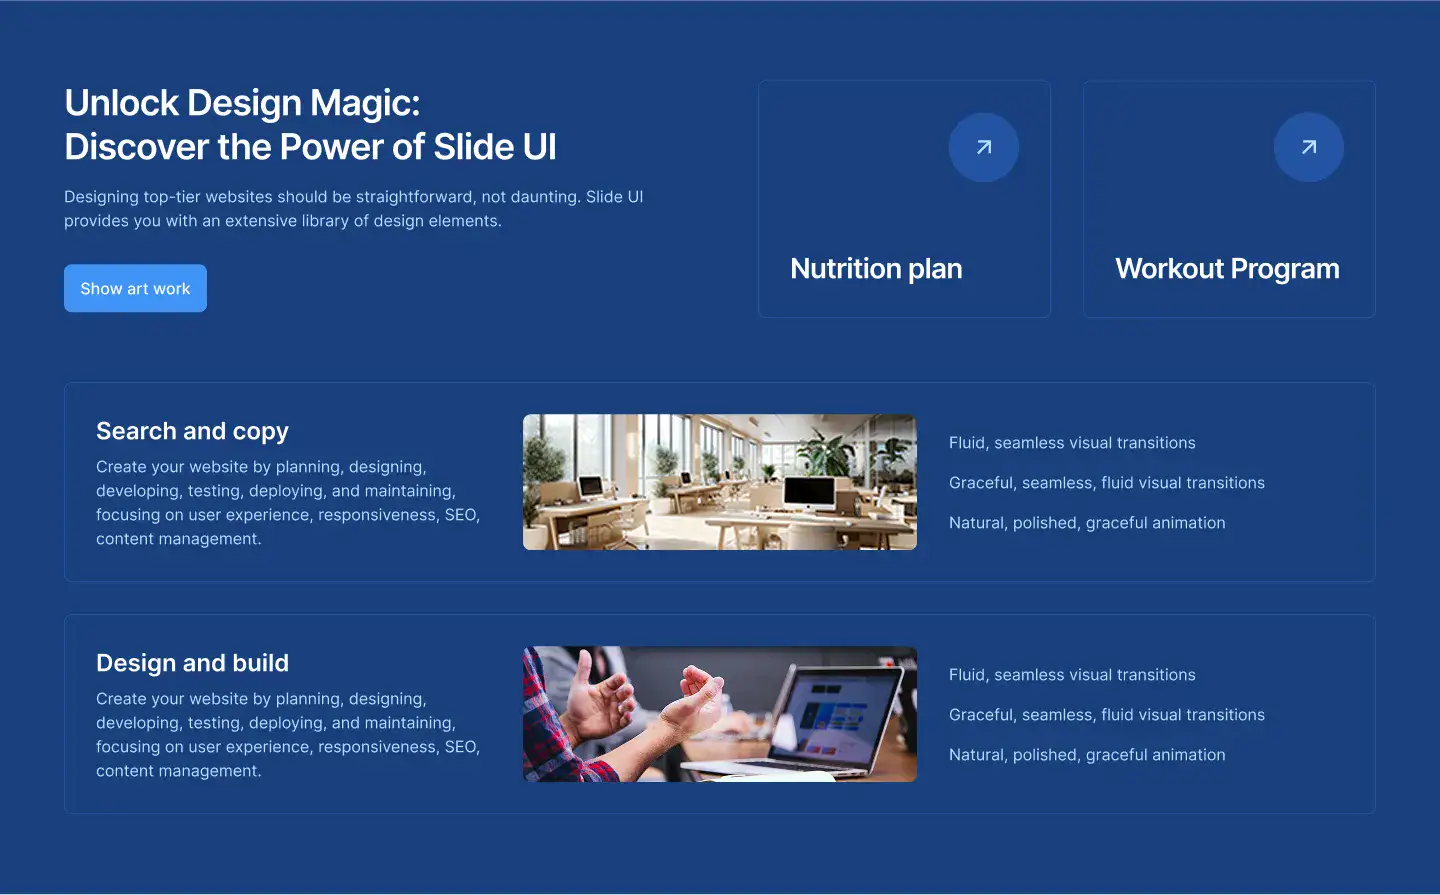 Unlock Design Magic:
Discover the Power of Slide UI
Designing top-tier websites should be straightforward, not daunting. Slide UI
provides you with an extensive library of design elements.
Show art work
Nutrition plan
Workout Program
Search and copy
Create your website by planning, designing,
developing, testing, deploying, and maintaining,
focusing on user experience, responsiveness, SEO,
content management.
Fluid, seamless visual transitions
Graceful, seamless, fluid visual transitions
Natural, polished, graceful animation
Design and build
Create your website by planning, designing,
developing, testing, deploying, and maintaining,
focusing on user experience, responsiveness, SEO,
content management.
Fluid, seamless visual transitions
Graceful, seamless, fluid visual transitions
Natural, polished, graceful animation